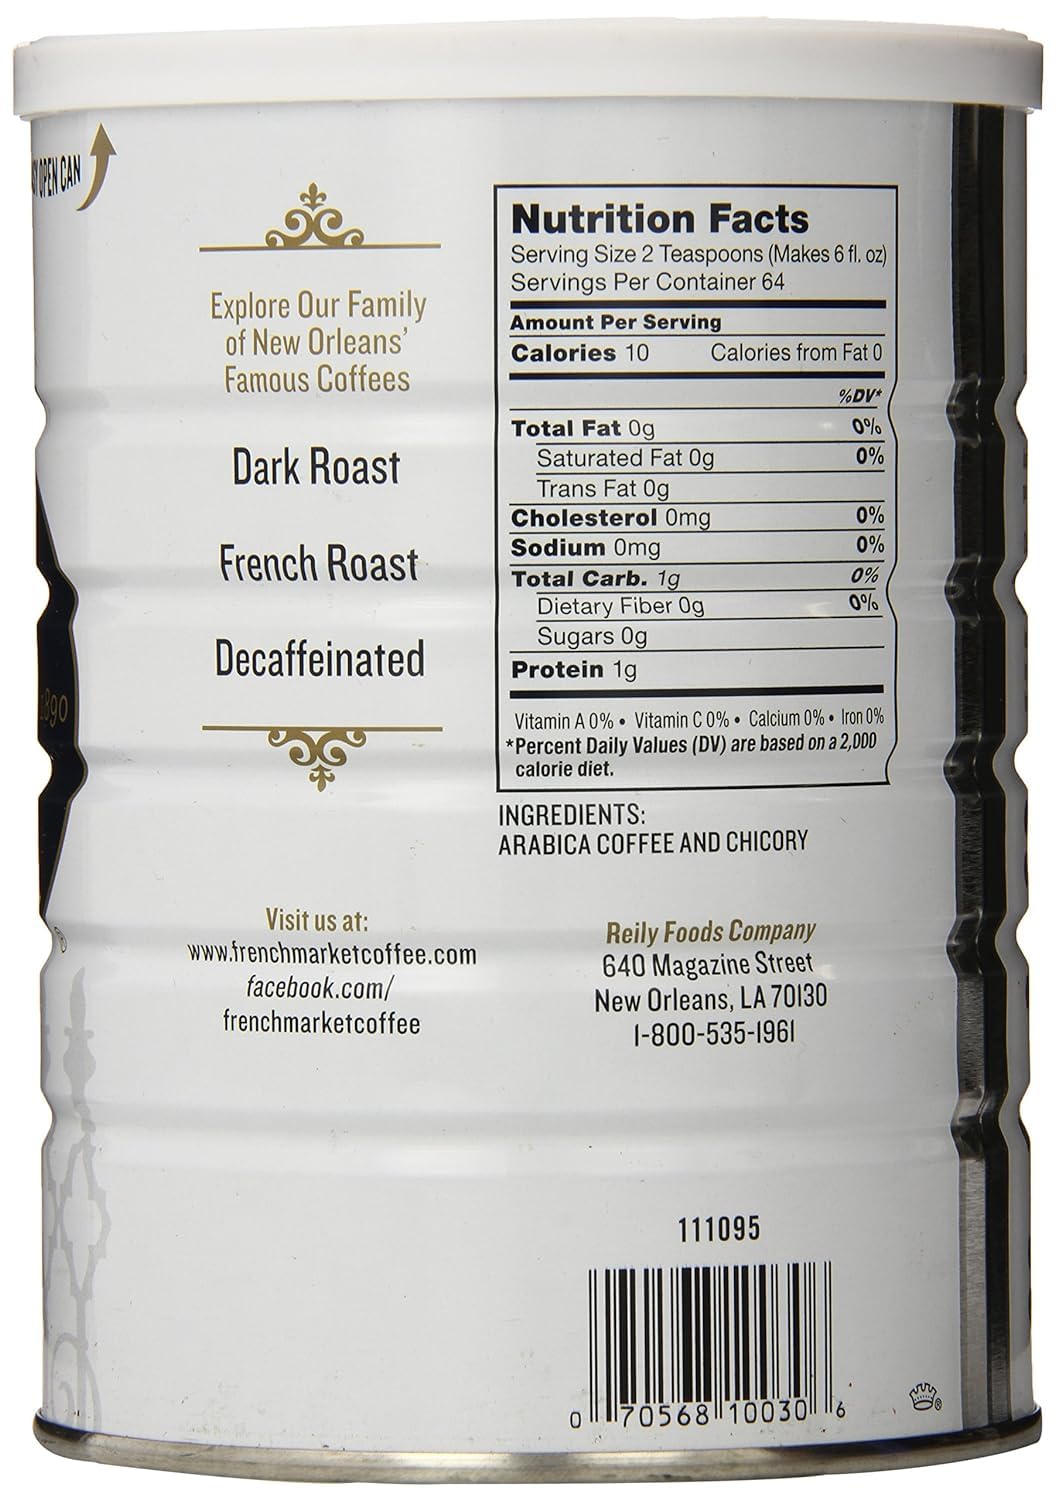 OPEN CAN
Explore Our Family
of New Orleans'
Famous Coffees
Dark Roast
French Roast
Decaffeinated
1890
Visit us at:
www.frenchmarketcoffee.com
facebook.com/
frenchmarketcoffee
Nutrition Facts
Serving Size 2 Teaspoons (Makes 6 fl. oz)
Servings Per Container 64
Amount Per Serving
Calories 10 Calories from Fat 0
%DV*
Total Fat 0g 0%
Saturated Fat 0g 0%
Trans Fat 0g
Cholesterol 0mg 0%
Sodium 0mg 0%
Total Carb. 1g 0%
Dietary Fiber 0g 0%
Sugars 0g
Protein 1g
Vitamin A 0% • Vitamin C 0% • Calcium 0% • Iron 0%
*Percent Daily Values (DV) are based on a 2,000
calorie diet.
INGREDIENTS:
ARABICA COFFEE AND CHICORY
Reily Foods Company
640 Magazine Street
New Orleans, LA 70130
1-800-535-1961
111095
0 70568 10030 6